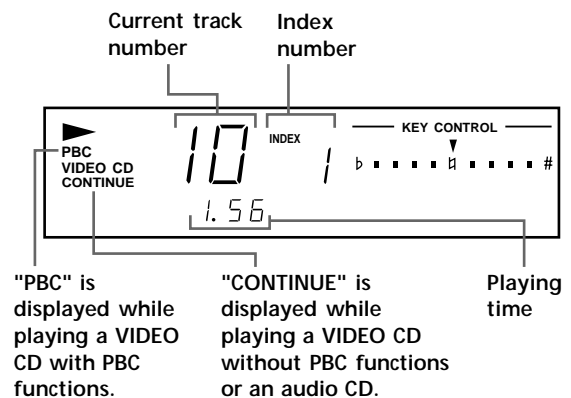 Current track
number
Index
number
PBC
VIDEO CD
CONTINUE
10
INDEX
1
KEY CONTROL
♭ ♮ #
1.56
"PBC" is
displayed while
playing a VIDEO
CD with PBC
functions.
"CONTINUE" is
displayed while
playing a VIDEO CD
without PBC functions
or an audio CD.
Playing
time